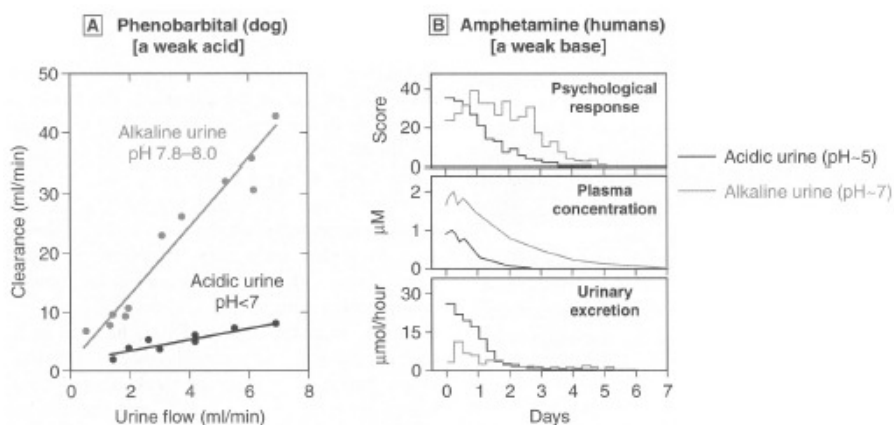 A Phenobarbital (dog)
[a weak acid]
50
40
30
20
10
0
Clearance (ml/min)
Alkaline urine
pH 7.8–8.0
Acidic urine
pH<7
0 2 4 6 8
Urine flow (ml/min)
B Amphetamine (humans)
[a weak base]
Psychological
response
Score
40
20
0
Plasma
concentration
μM
2
1
0
Urinary
excretion
μmol/hour
30
15
0
0 1 2 3 4 5 6 7
Days
Acidic urine (pH~5)
Alkaline urine (pH~7)